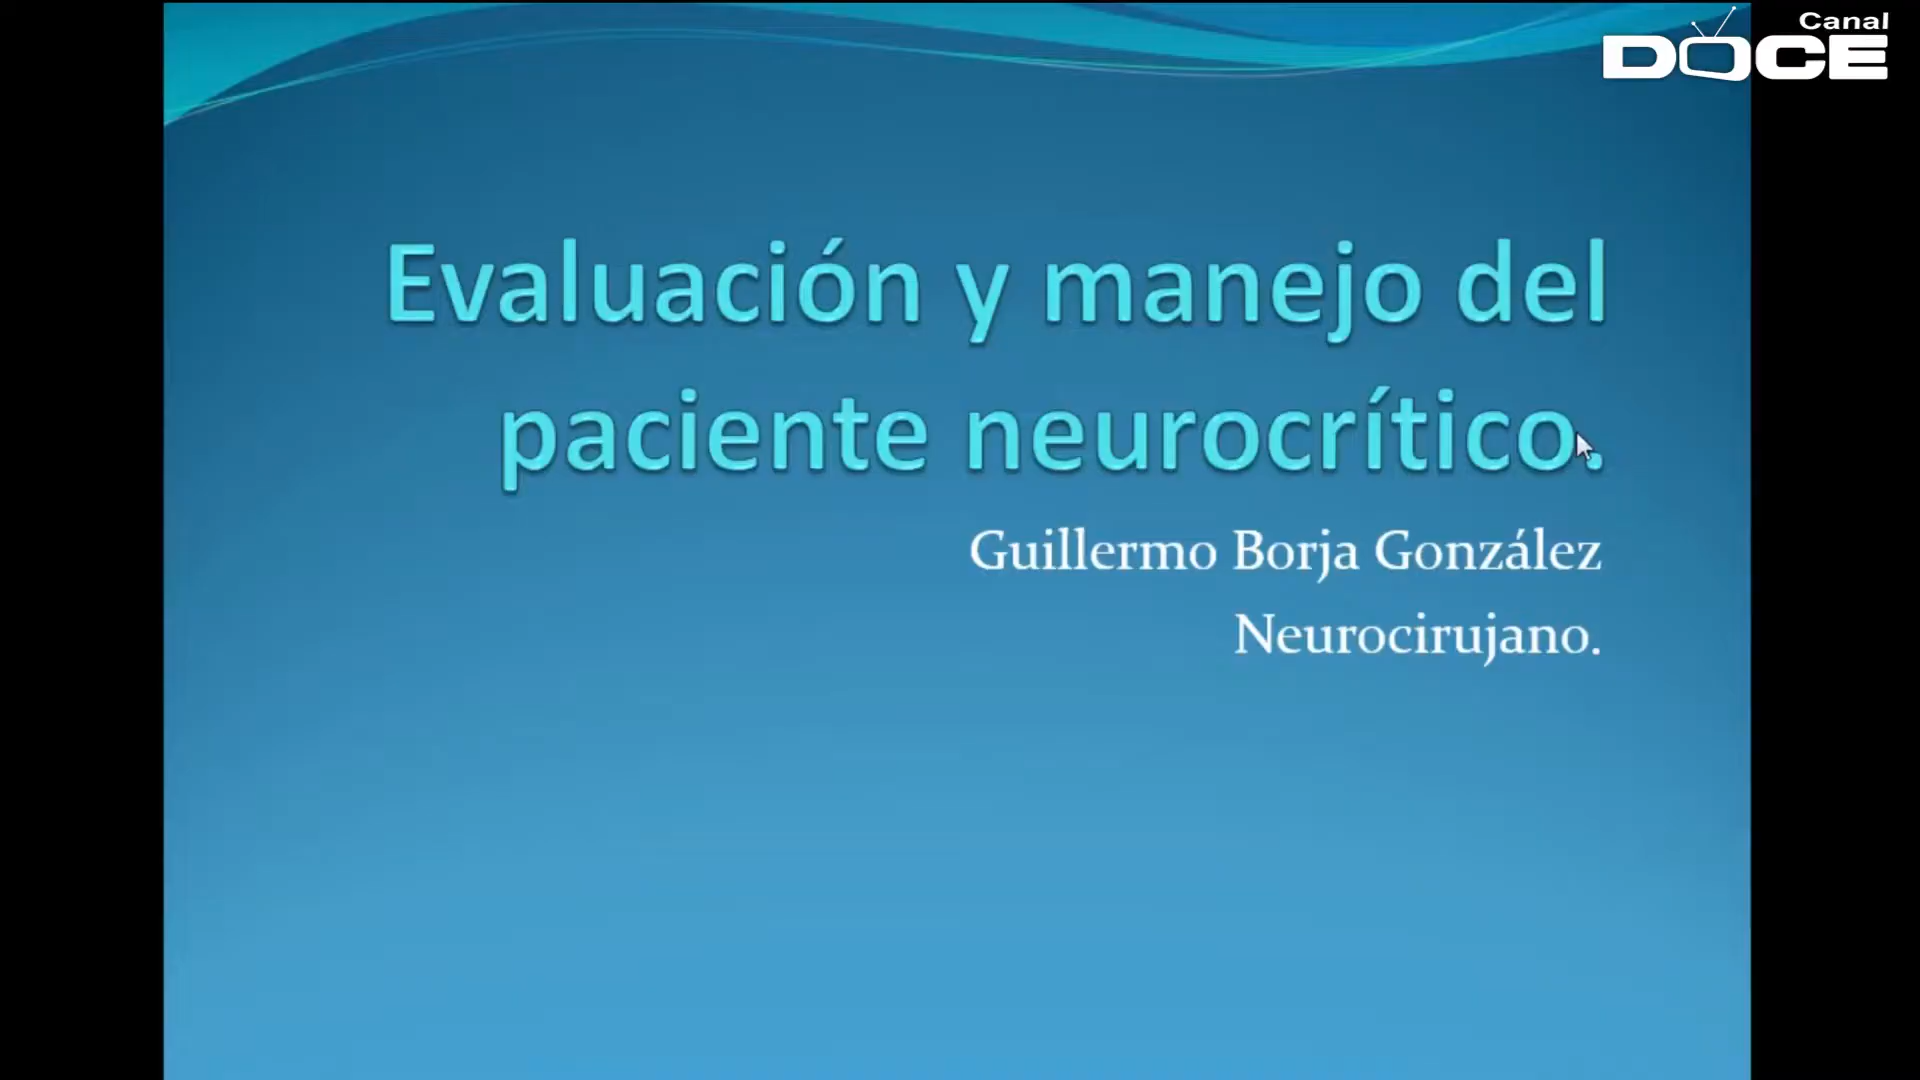 Canal
DOCE
Evaluación y manejo del
paciente neurocrítico.
Guillermo Borja González
Neurocirujano.